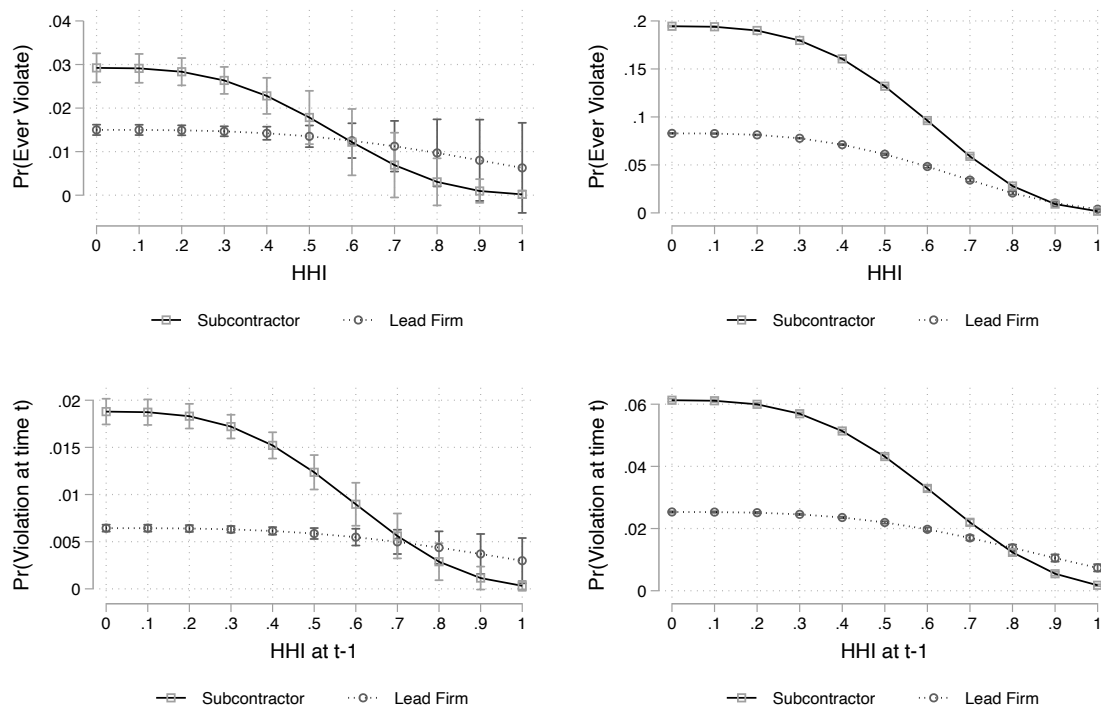 Pr(Ever Violate)
.04
.03
.02
.01
0
0 .1 .2 .3 .4 .5 .6 .7 .8 .9 1
HHI
Subcontractor Lead Firm
Pr(Ever Violate)
.2
.15
.1
.05
0
0 .1 .2 .3 .4 .5 .6 .7 .8 .9 1
HHI
Subcontractor Lead Firm
Pr(Violation at time t)
.02
.015
.01
.005
0
0 .1 .2 .3 .4 .5 .6 .7 .8 .9 1
HHI at t-1
Subcontractor Lead Firm
Pr(Violation at time t)
.06
.04
.02
0
0 .1 .2 .3 .4 .5 .6 .7 .8 .9 1
HHI at t-1
Subcontractor Lead Firm